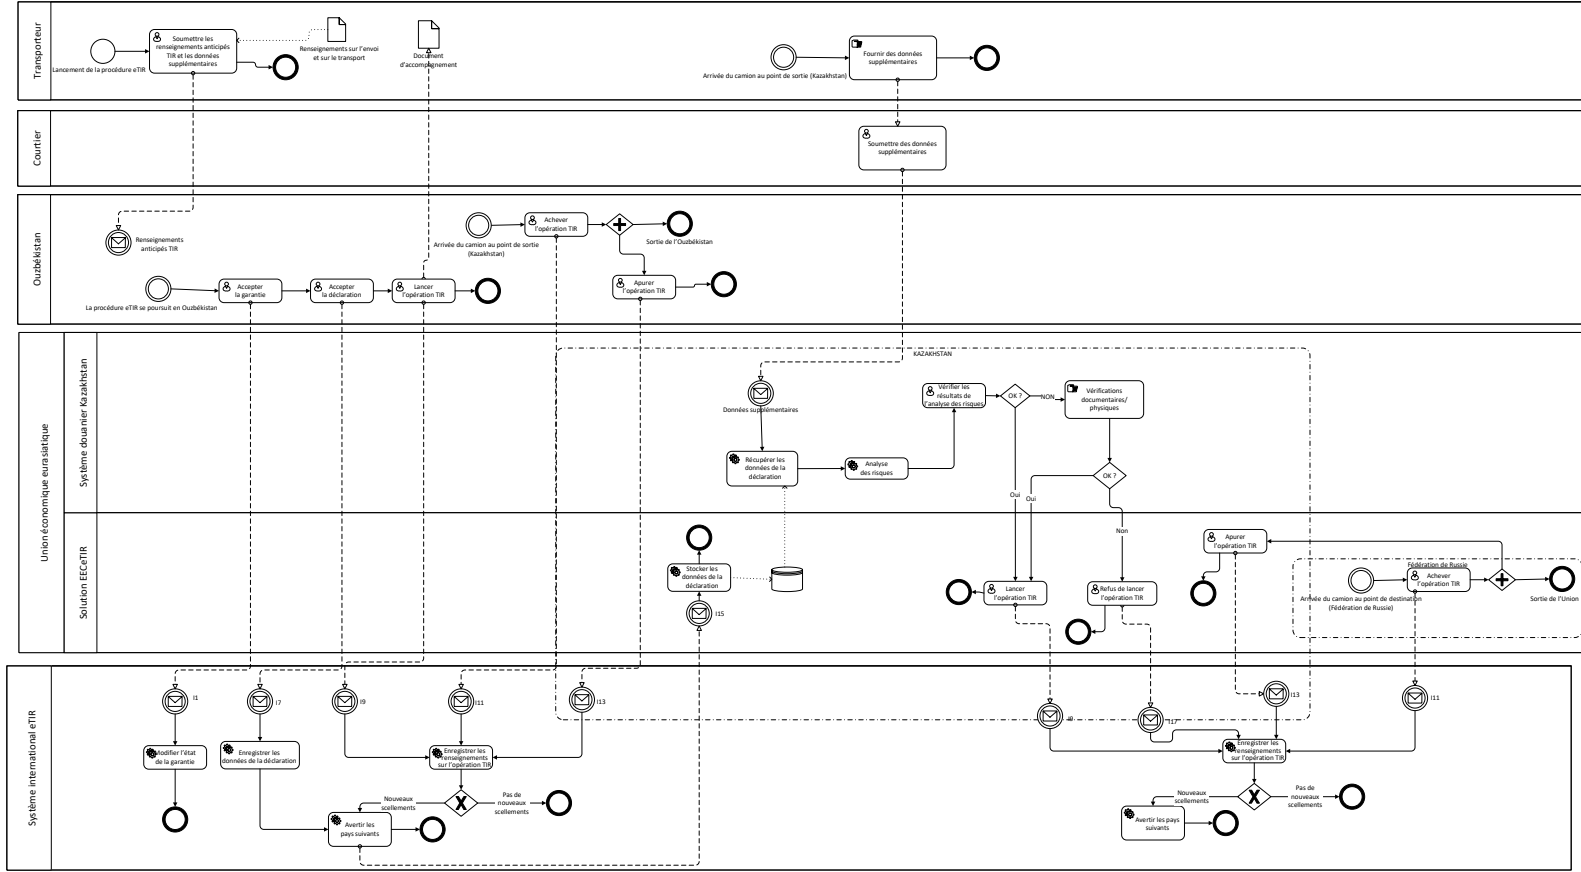 Transporteur
Soumettre les
renseignements anticipés
TIR et les données
supplémentaires
Lancement de la procédure eTIR
Renseignements sur l'envoi
et sur le transport
Document
d'accompagnement
Arrivée du camion au point de sortie (Kazakhstan)
Fournir des données
supplémentaires
Courtier
Soumettre des données
supplémentaires
Ouzbékistan
Renseignements
anticipés TIR
La procédure eTIR se poursuit en Ouzbékistan
Accepter
la garantie
Accepter
la déclaration
Lancer
l'opération TIR
Arrivée du camion au point de sortie
(Kazakhstan)
Achever
l'opération TIR
Sortie de l'Ouzbékistan
Apurer
l'opération TIR
Union économique eurasiatique
Système douanier Kazakhstan
KAZAKHSTAN
Données supplémentaires
Récupérer les
données de la
déclaration
Analyse
des risques
Vérifier les
résultats de
l'analyse des risques
OK ?
NON
Vérifications
documentaires/
physiques
OK ?
Oui
Oui
Non
Solution EECeTIR
Stocker les
données de la
déclaration
I15
Lancer
l'opération TIR
Refus de lancer
l'opération TIR
Apurer
l'opération TIR
Fédération de Russie
Achever
l'opération TIR
Arrivée du camion au point de destination
(Fédération de Russie)
Sortie de l'Union
Système international eTIR
I1
I7
I9
I11
I13
I9
I17
I13
I11
Modifier l'état
de la garantie
Enregistrer les
données de la déclaration
Enregistrer les
renseignements
sur l'opération TIR
Nouveaux
scellements
Pas de
nouveaux
scellements
Avertir les
pays suivants
Enregistrer les
renseignements
sur l'opération TIR
Nouveaux
scellements
Pas de
nouveaux
scellements
Avertir les pays
suivants